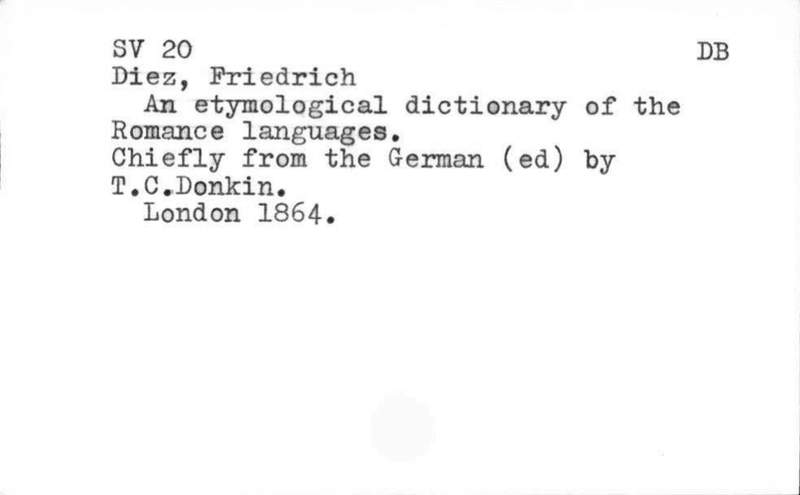 SV 20 DB
Diez, Friedrich
An etymological dictionary of the
Romance languages.
Chiefly from the German (ed) by
T.C.Donkin.
London 1864.